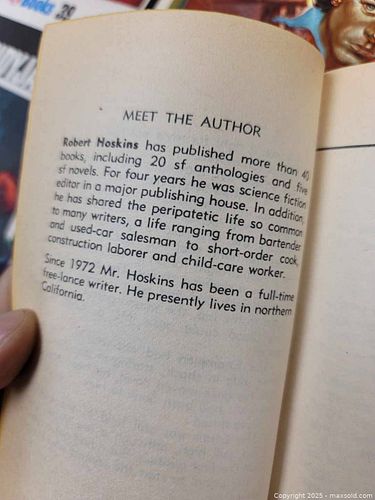 Books 29
MEET THE AUTHOR
Robert Hoskins has published more than 40
books, including 20 sf anthologies and five
sf novels. For four years he was science fiction
editor in a major publishing house. In addition,
he has shared the peripatetic life so common
to many writers, a life ranging from bartender
and used-car salesman to short-order cook,
construction laborer and child-care worker.
Since 1972 Mr. Hoskins has been a full-time
free-lance writer. He presently lives in northern
California.
Copyright 2025 - maxsold.com